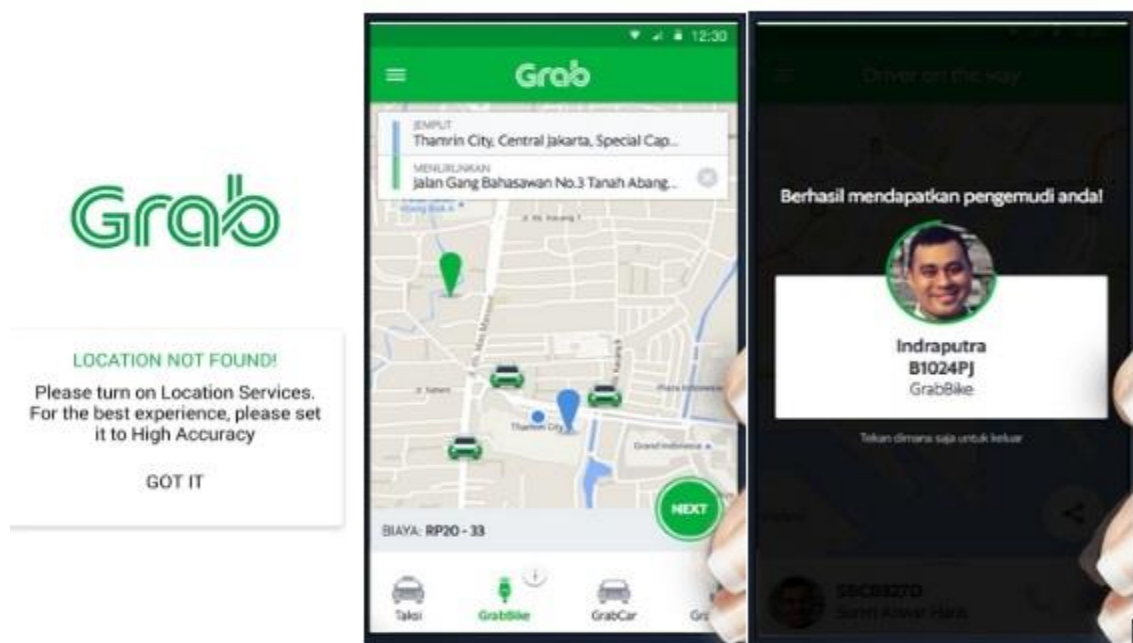 Grab
LOCATION NOT FOUND!
Please turn on Location Services.
For the best experience, please set
it to High Accuracy
GOT IT
12:30
Grab
JEMPUT
Thamrin City, Central Jakarta, Special Cap...
MENURUNKAN
Jalan Gang Bahasawan No.3 Tanah Abang...
Thamrin City
Grand Indonesia
BIAYA: RP20 - 33
NEXT
Taksi
GrabBike
GrabCar
Driver on the way
Berhasil mendapatkan pengemudi anda!
Indraputra
B1024PJ
GrabBike
Tekan dimana saja untuk keluar